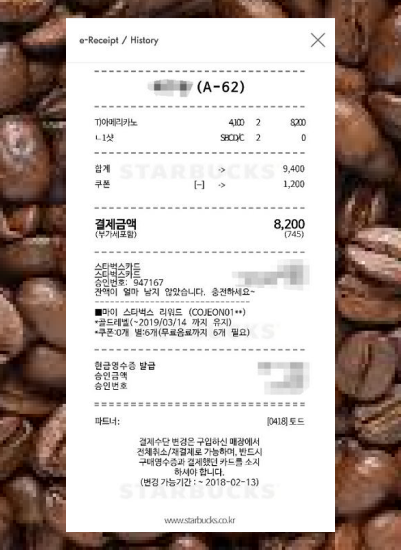 e-Receipt / History
(A-62)
T)아메리카노 4,100 2 8,200
ㄴ1샷 2 0
합계 -> 9,400
STARBUCKS
쿠폰 [-] -> 1,200
결제금액 8,200
(부가세포함) (745)
스타벅스카드
스타벅스카드
승인번호: 947167
잔액이 얼마 남지 않았습니다. 충전하세요~
■마이 스타벅스 리워드 (COJEON01**)
*골드레벨(~2019/03/14 까지 유지)
*쿠폰:0개 별:6개(무료음료까지 6개 필요)
현금영수증 발급
승인금액
승인번호
파트너: [0418] 토드
결제수단 변경은 구입하신 매장에서
전체취소/재결제로 가능하며, 반드시
구매영수증과 결제했던 카드를 소지
하셔야 합니다.
(변경 가능기간 : ~ 2018-02-13)
STARBUCKS
www.starbucks.co.kr